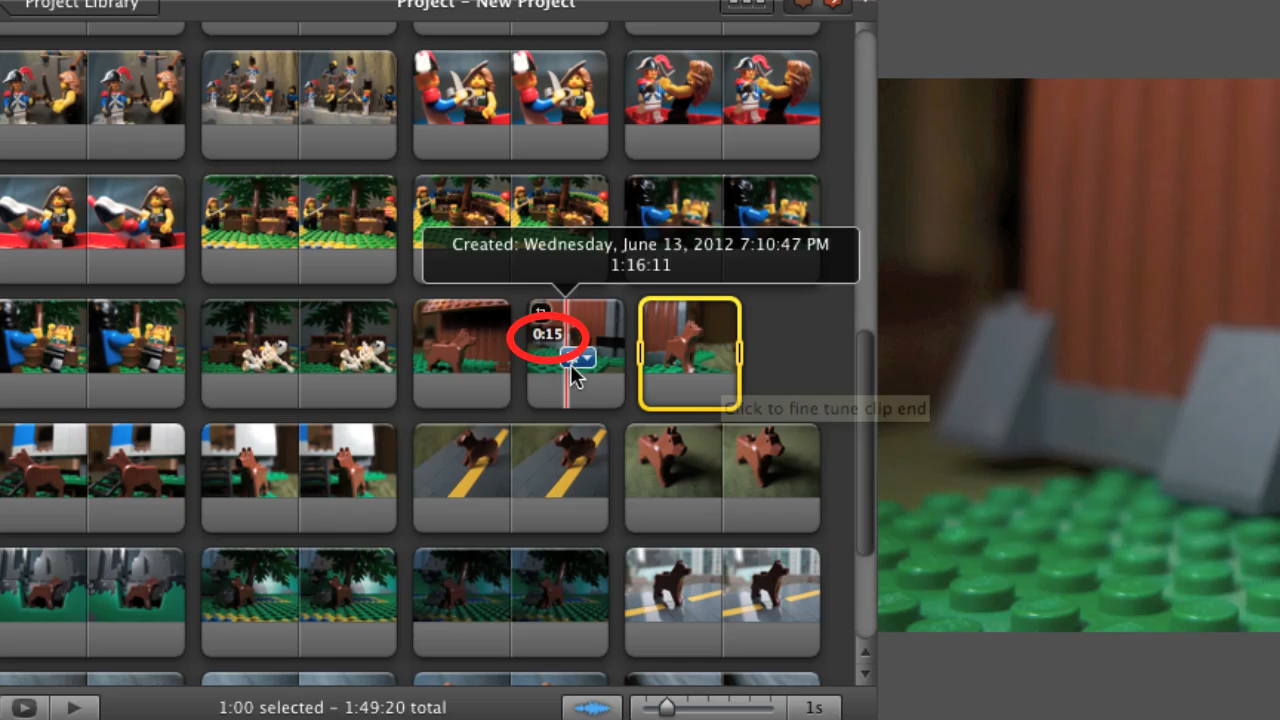 Project Library
Project - New Project
Created: Wednesday, June 13, 2012 7:10:47 PM
1:16:11
0:15
Click to fine tune clip end
1:00 selected - 1:49:20 total
1s